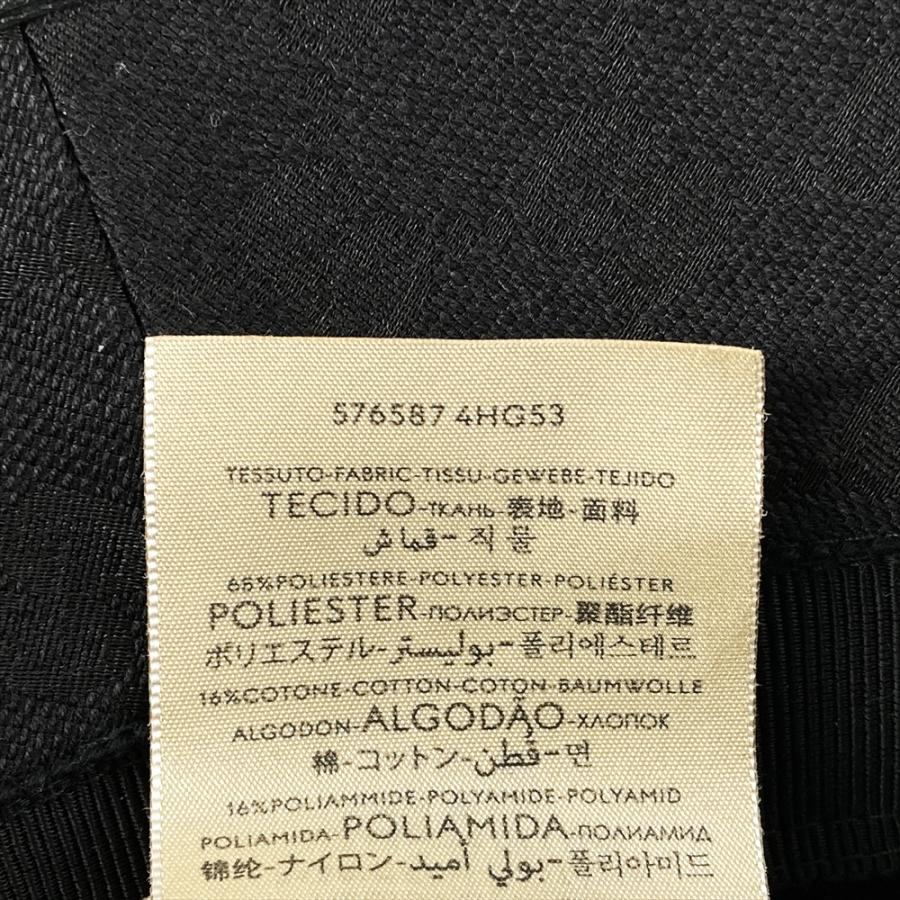 576587 4HG53
TESSUTO-FABRIC-TISSU-GEWEBE-TEJIDO
TECIDO-ТКАНЬ-表地-面料
قماش-직물
65%POLIESTERE-POLYESTER-POLIÉSTER
POLIESTER-ПОЛИЭСТЕР-聚酯纤维
ポリエステル-بوليستر-폴리에스테르
16%COTONE-COTTON-COTON-BAUMWOLLE
ALGODON-ALGODÃO-ХЛОПОК
綿-コットン-قطن-면
16%POLIAMMIDE-POLYAMIDE-POLYAMID
POLIAMIDA-POLIAMIDA-ПОЛИАМИД
锦纶-ナイロン-بولي أميد-폴리아미드